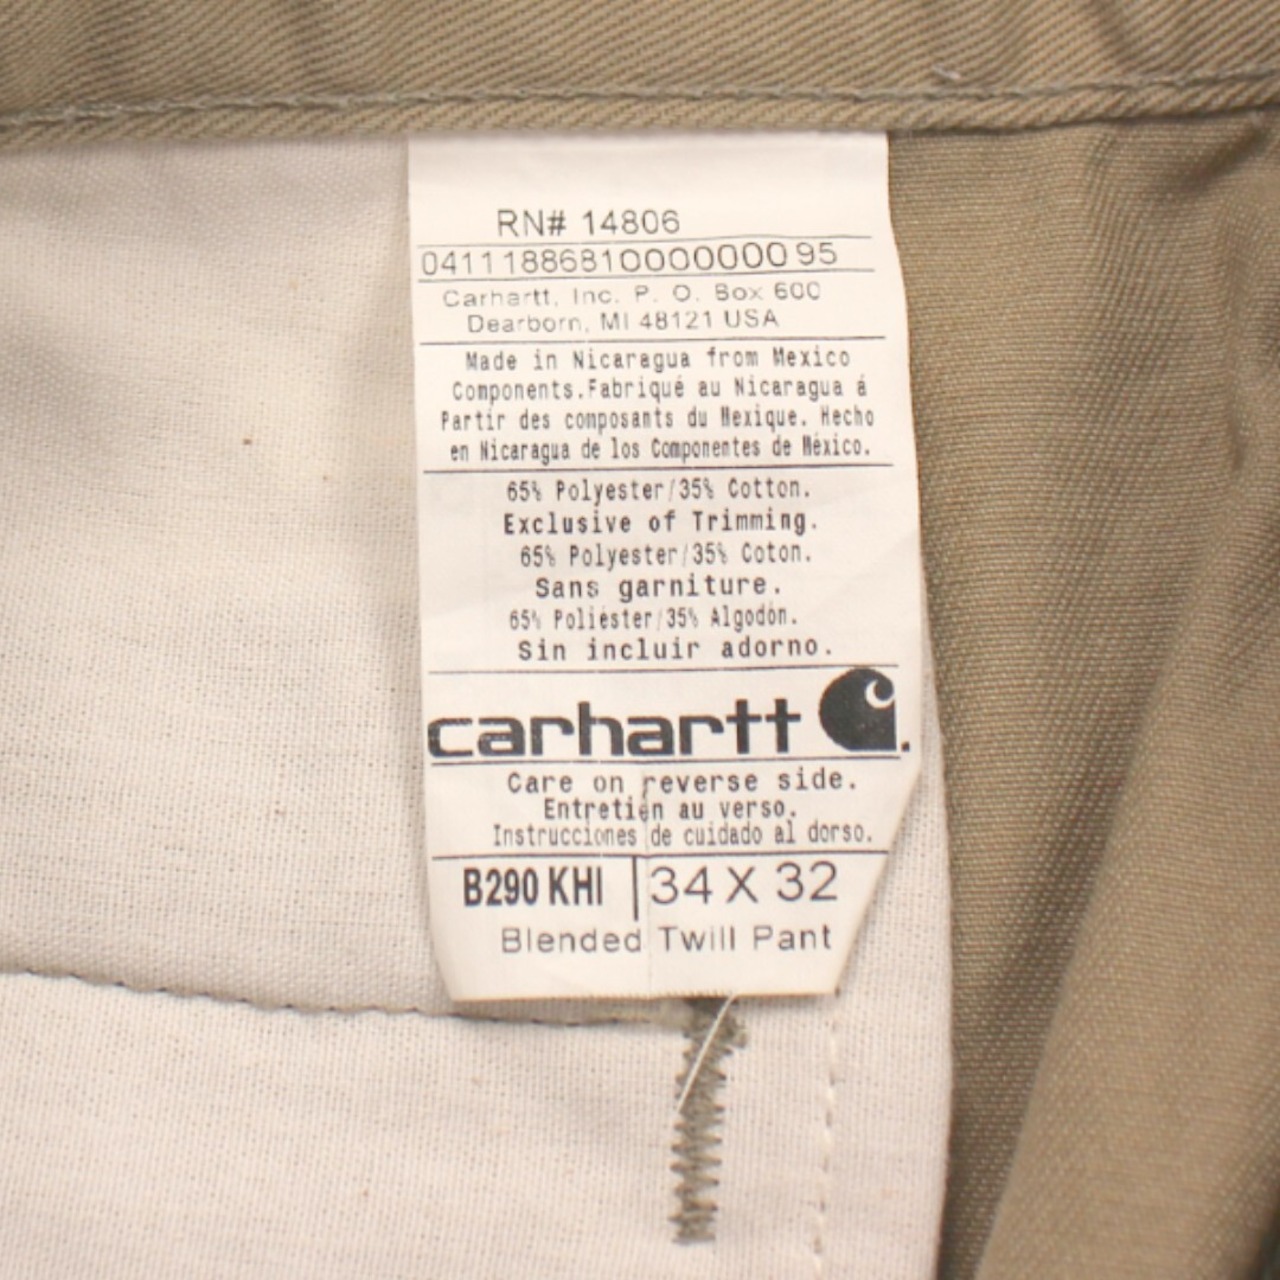 RN# 14806
04111886810000000095
Carhartt, Inc. P. O. Box 600
Dearborn, MI 48121 USA
Made in Nicaragua from Mexico
Components.Fabriqué au Nicaragua á
Partir des composants du Mexique. Hecho
en Nicaragua de los Componentes de México.
65% Polyester/35% Cotton.
Exclusive of Trimming.
65% Polyester/35% Coton.
Sans garniture.
65% Poliéster/35% Algodón.
Sin incluir adorno.
carhartt
Care on reverse side.
Entretien au verso.
Instrucciones de cuidado al dorso.
B290 KHI 34 X 32
Blended Twill Pant